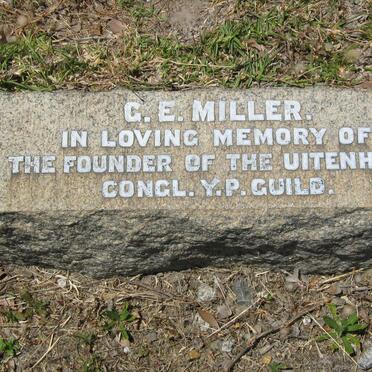 G. E. MILLER.
IN LOVING MEMORY OF
THE FOUNDER OF THE UITENH
CONGL. Y.P. GUILD.